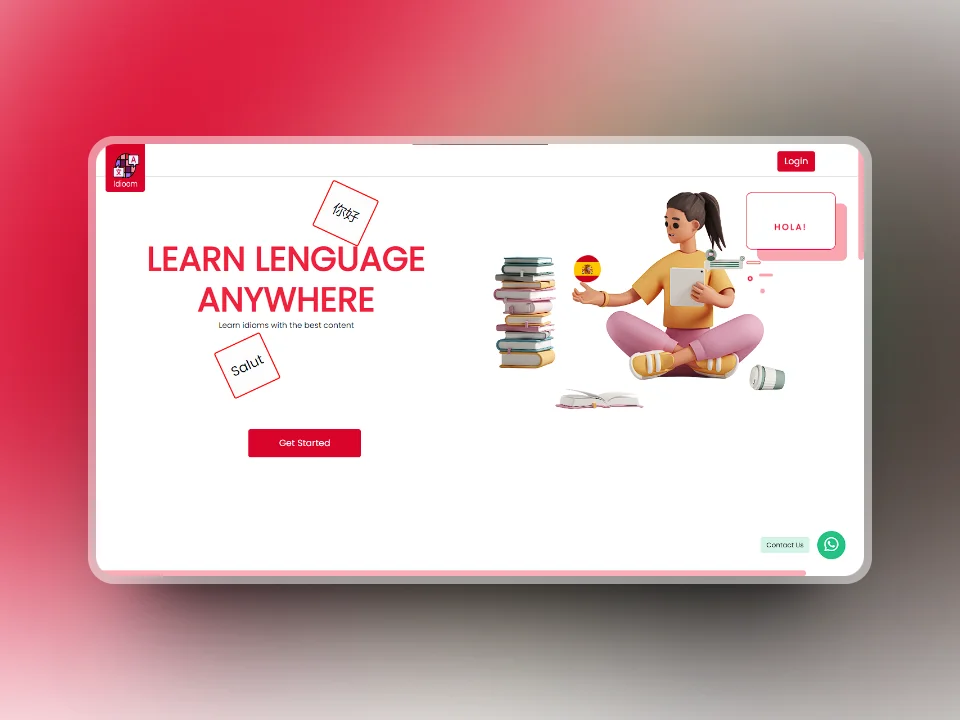 A
文
Idioom
Login
你好
HOLA!
LEARN LENGUAGE
ANYWHERE
Learn idioms with the best content
Salut
Get Started
Contact Us